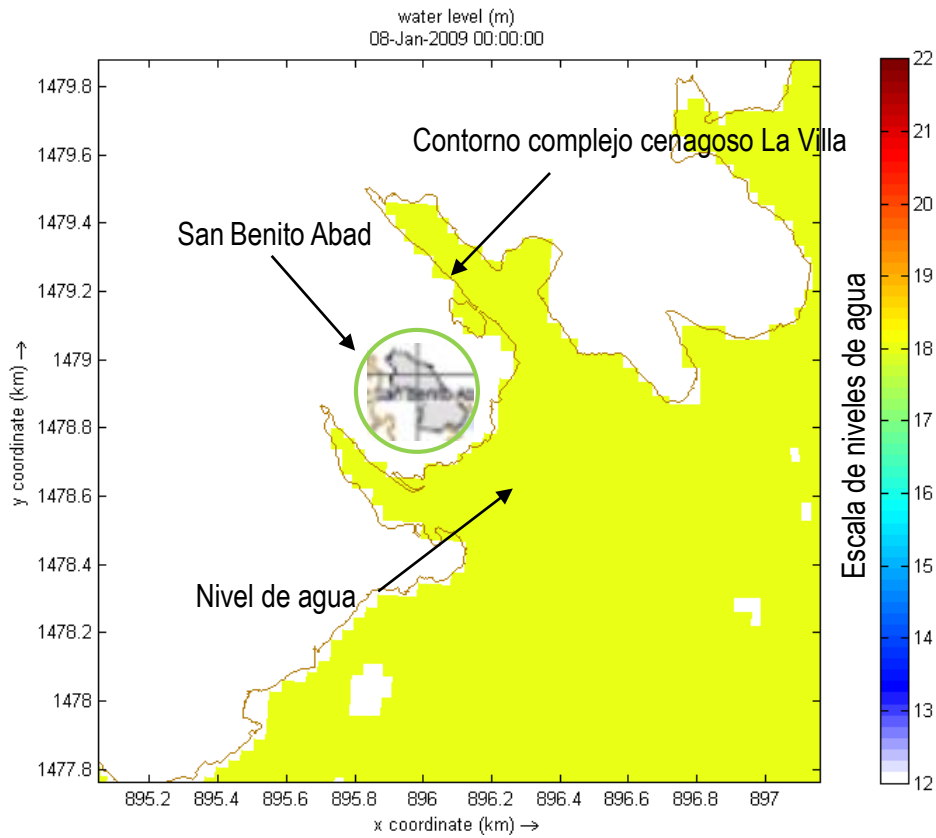 water level (m)
08-Jan-2009 00:00:00
1479.8
1479.6
1479.4
1479.2
1479
1478.8
1478.6
1478.4
1478.2
1478
1477.8
y coordinate (km) →
895.2 895.4 895.6 895.8 896 896.2 896.4 896.6 896.8 897
x coordinate (km) →
Contorno complejo cenagoso La Villa
San Benito Abad
San Benito Ab
Nivel de agua
Escala de niveles de agua
22
21
20
19
18
17
16
15
14
13
12